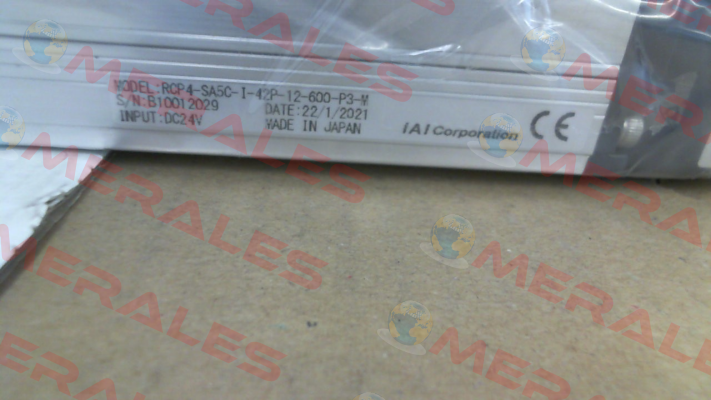 MODEL:RCP4-SA5C-I-42P-12-600-P3-M
S/N:B10012029 DATE:22/1/2021
INPUT:DC24V MADE IN JAPAN
IAI Corporation CE
MERALES
MERALES
MERALES
MERALES
MERALES
MERALES